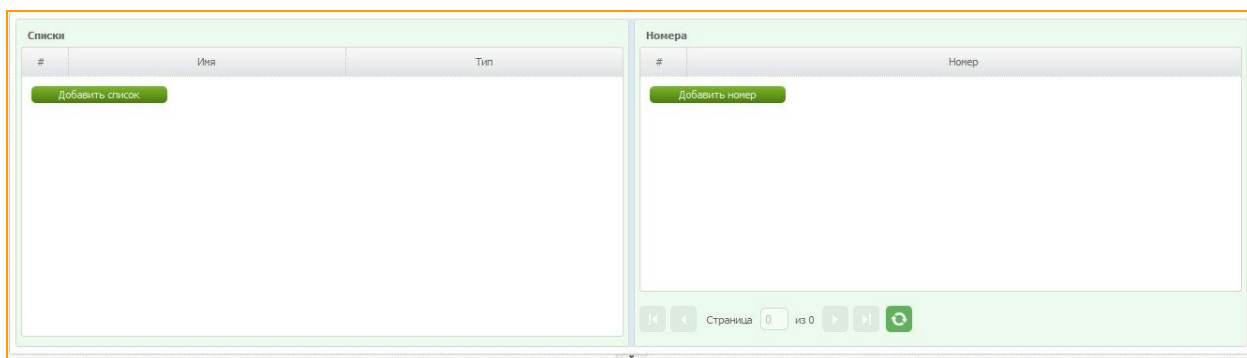 Списки
# Имя Тип
Добавить список
Номера
# Номер
Добавить номер
Страница 0 из 0